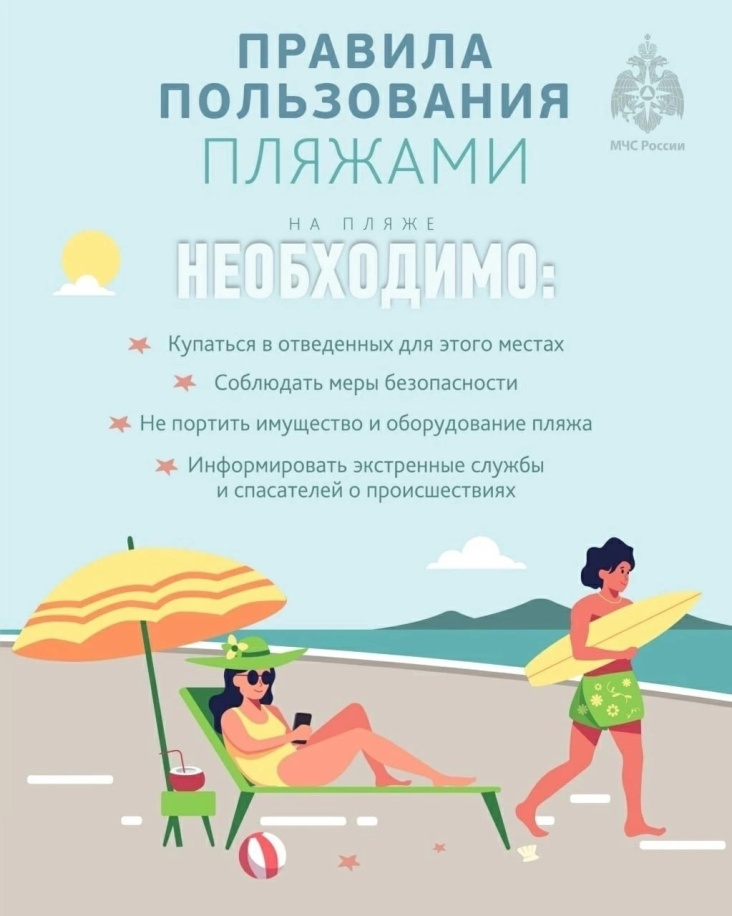 ПРАВИЛА
ПОЛЬЗОВАНИЯ
ПЛЯЖАМИ
МЧС России
НА ПЛЯЖЕ
НЕОБХОДИМО:
Купаться в отведенных для этого местах
Соблюдать меры безопасности
Не портить имущество и оборудование пляжа
Информировать экстренные службы
и спасателей о происшествиях